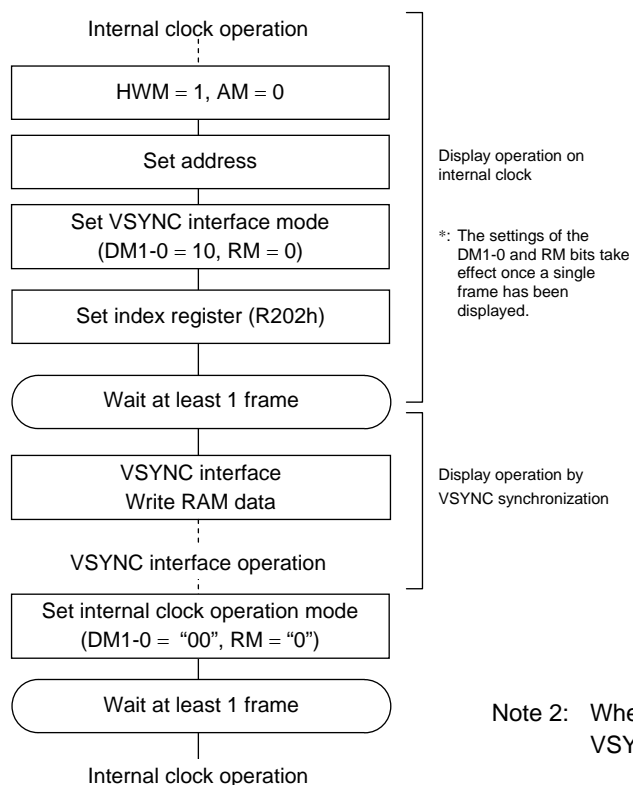 Internal clock operation
HWM = 1, AM = 0
Set address
Set VSYNC interface mode
(DM1-0 = 10, RM = 0)
Set index register (R202h)
Wait at least 1 frame
VSYNC interface
Write RAM data
VSYNC interface operation
Set internal clock operation mode
(DM1-0 = “00”, RM = “0”)
Wait at least 1 frame
Internal clock operation
Display operation on
internal clock
*: The settings of the
DM1-0 and RM bits take
effect once a single
frame has been
displayed.
Display operation by
VSYNC synchronization
Note 2: